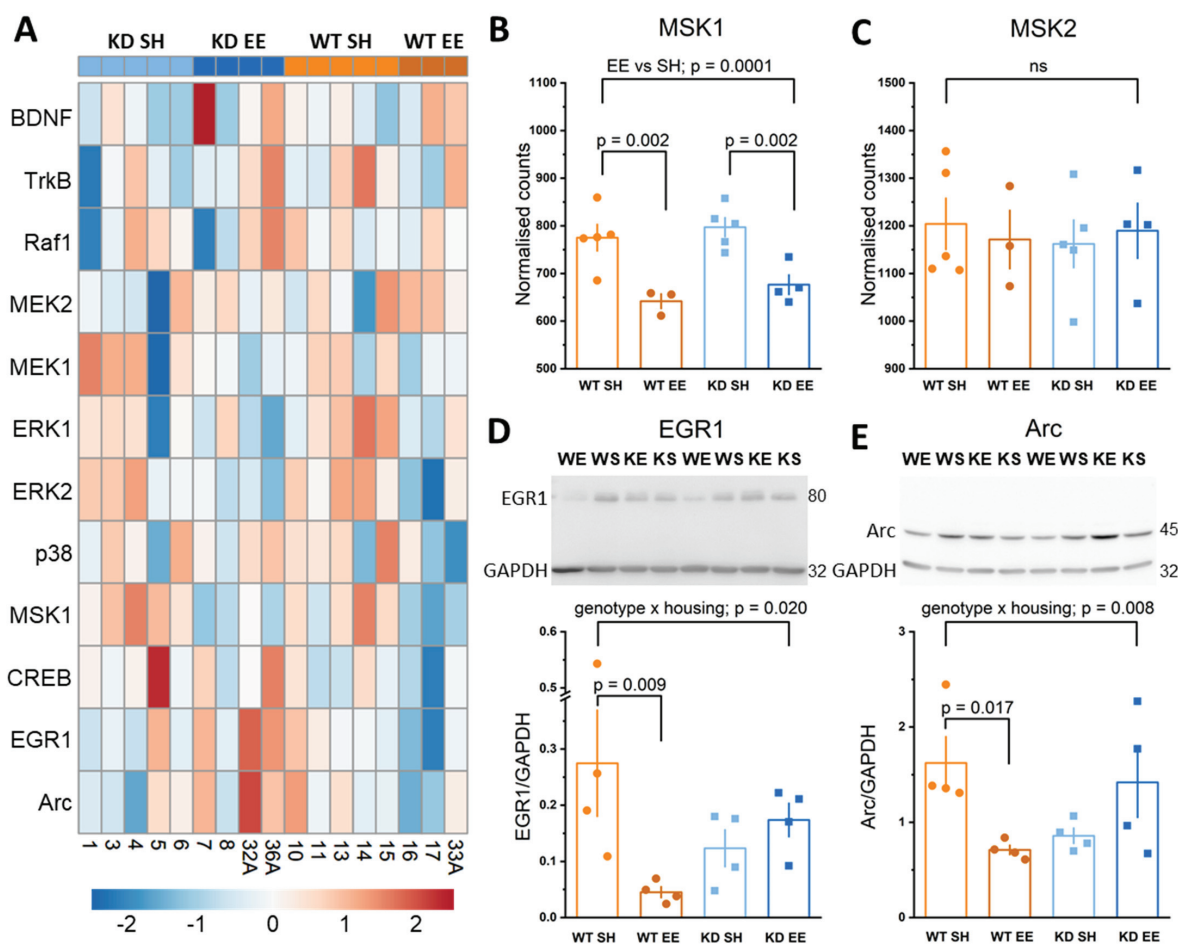 A
KD SH KD EE WT SH WT EE
BDNF
TrkB
Raf1
MEK2
MEK1
ERK1
ERK2
p38
MSK1
CREB
EGR1
Arc
1 3 4 5 6 7 8 32A 36A 10 11 13 14 15 16 17 33A
-2 -1 0 1 2
B
MSK1
EE vs SH; p = 0.0001
p = 0.002 p = 0.002
Normalised counts
1100
1000
900
800
700
600
500
WT SH WT EE KD SH KD EE
C
MSK2
ns
Normalised counts
1500
1400
1300
1200
1100
1000
900
WT SH WT EE KD SH KD EE
D
EGR1
WE WS KE KS WE WS KE KS
EGR1 80
GAPDH 32
genotype x housing; p = 0.020
p = 0.009
EGR1/GAPDH
0.6
0.5
0.3
0.2
0.1
0.0
WT SH WT EE KD SH KD EE
E
Arc
WE WS KE KS WE WS KE KS
Arc 45
GAPDH 32
genotype x housing; p = 0.008
p = 0.017
Arc/GAPDH
3
2
1
0
WT SH WT EE KD SH KD EE